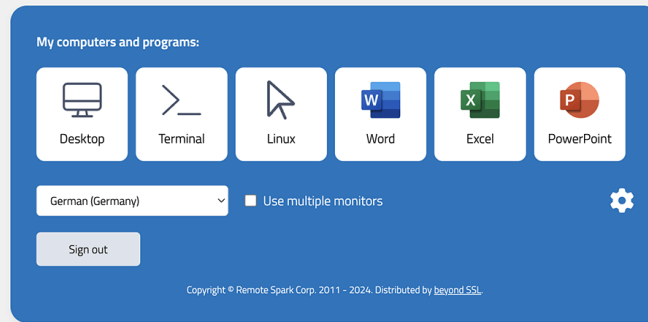 My computers and programs:
Desktop
Terminal
Linux
W
Word
X
Excel
P
PowerPoint
German (Germany)
Use multiple monitors
Sign out
Copyright © Remote Spark Corp. 2011 - 2024. Distributed by beyond SSL.